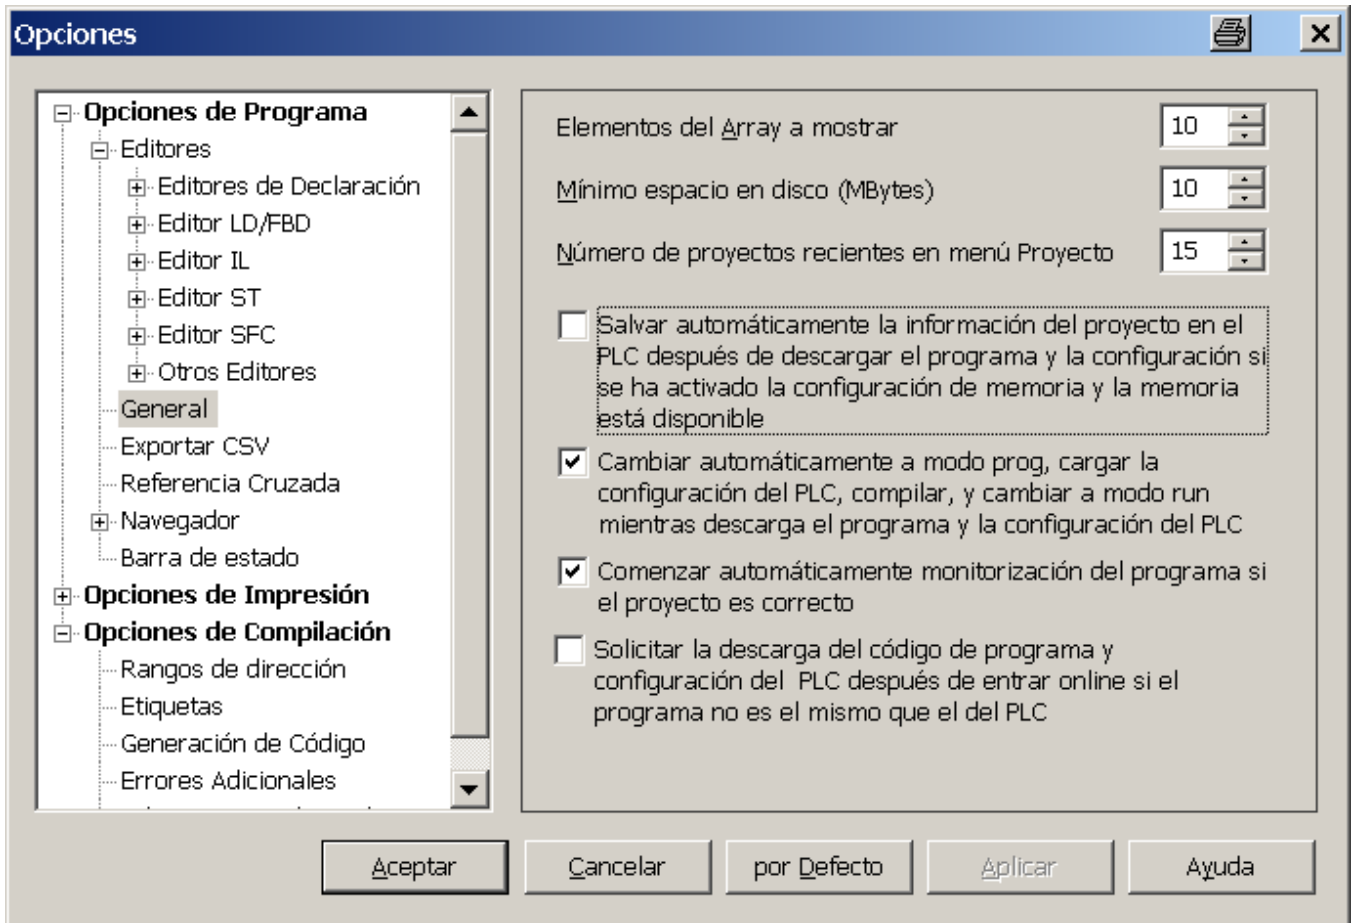 Opciones
Opciones de Programa
Editores
Editores de Declaración
Editor LD/FBD
Editor IL
Editor ST
Editor SFC
Otros Editores
General
Exportar CSV
Referencia Cruzada
Navegador
Barra de estado
Opciones de Impresión
Opciones de Compilación
Rangos de dirección
Etiquetas
Generación de Código
Errores Adicionales
Elementos del Array a mostrar
10
Mínimo espacio en disco (MBytes)
10
Número de proyectos recientes en menú Proyecto
15
Salvar automáticamente la información del proyecto en el
PLC después de descargar el programa y la configuración si
se ha activado la configuración de memoria y la memoria
está disponible
Cambiar automáticamente a modo prog, cargar la
configuración del PLC, compilar, y cambiar a modo run
mientras descarga el programa y la configuración del PLC
Comenzar automáticamente monitorización del programa si
el proyecto es correcto
Solicitar la descarga del código de programa y
configuración del PLC después de entrar online si el
programa no es el mismo que el del PLC
Aceptar
Cancelar
por Defecto
Aplicar
Ayuda